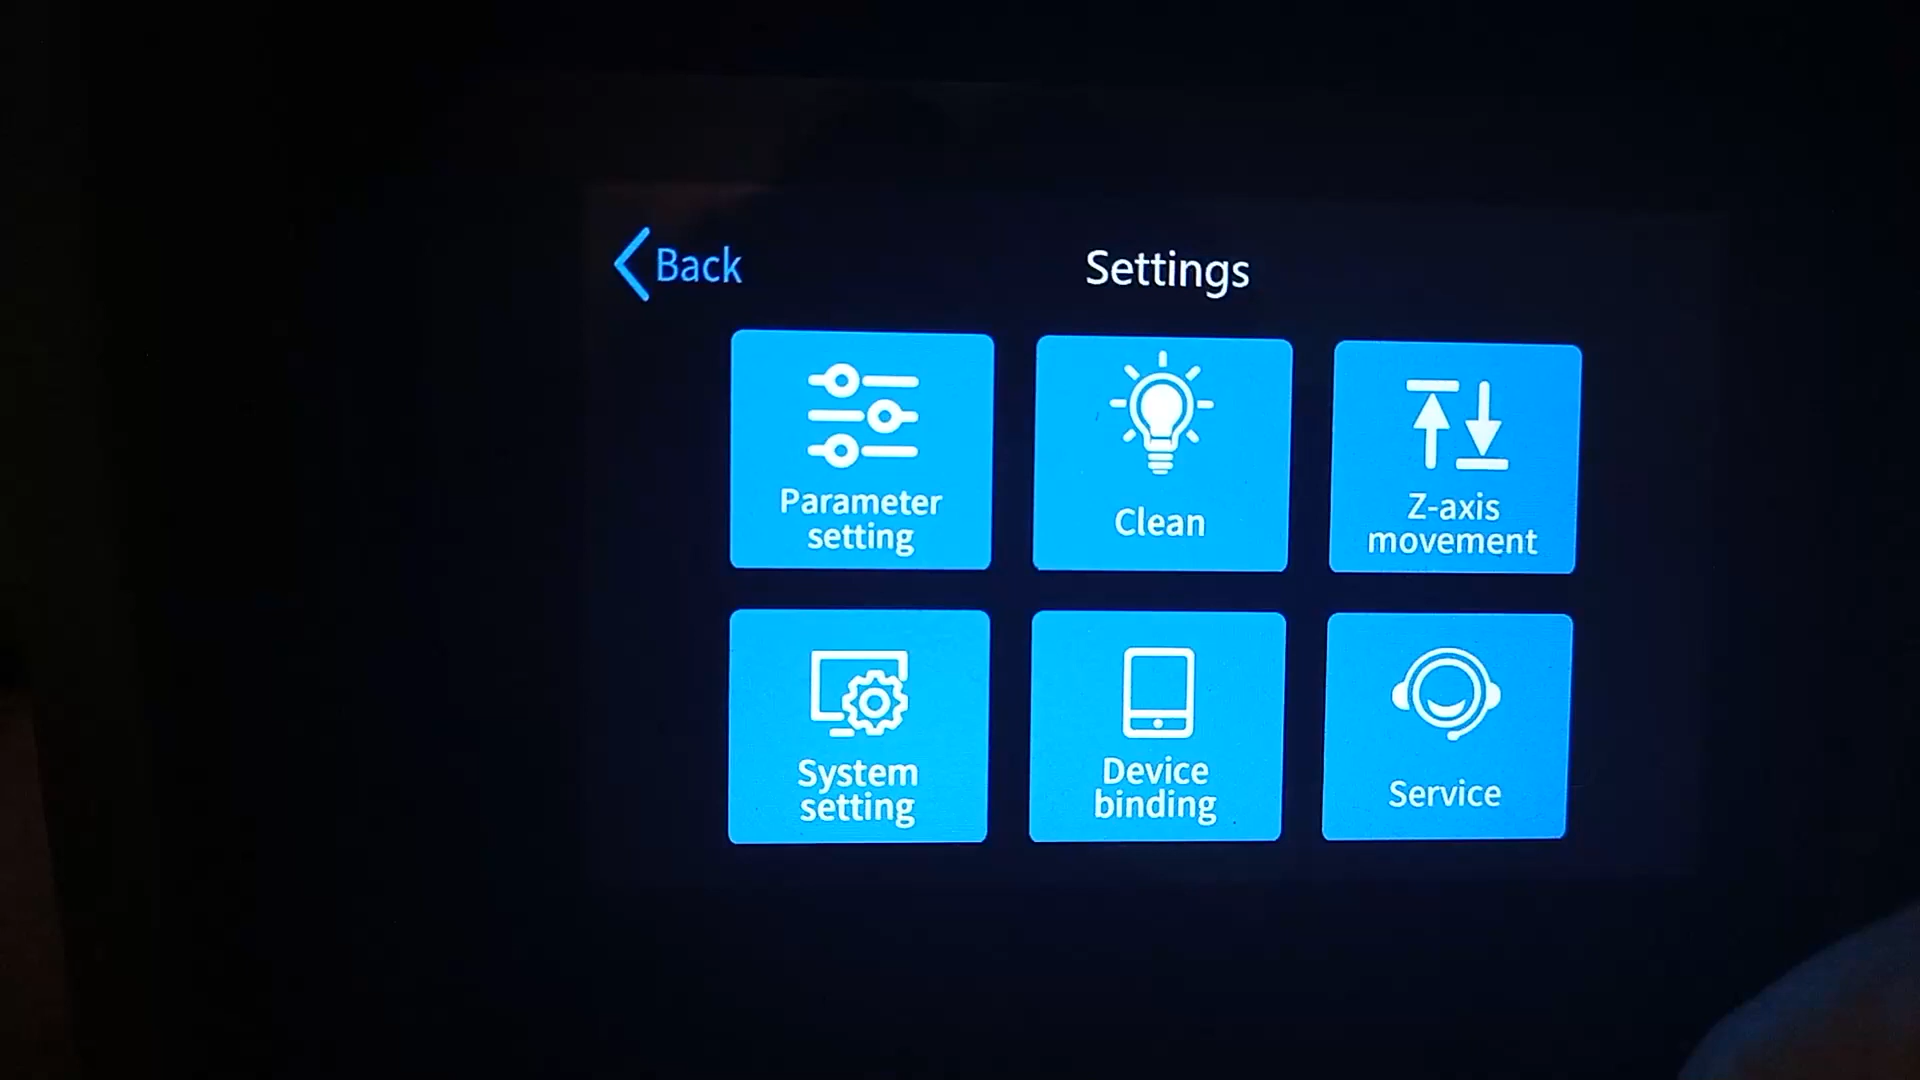 Back
Settings
Parameter
setting
Clean
Z-axis
movement
System
setting
Device
binding
Service